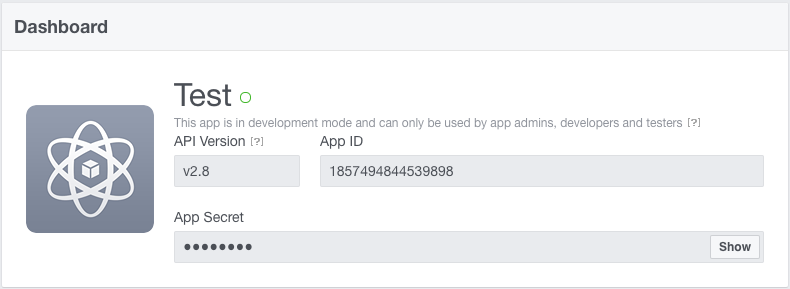 Dashboard
Test
This app is in development mode and can only be used by app admins, developers and testers [?]
API Version [?] App ID
v2.8 1857494844539898
App Secret
●●●●●●●● Show